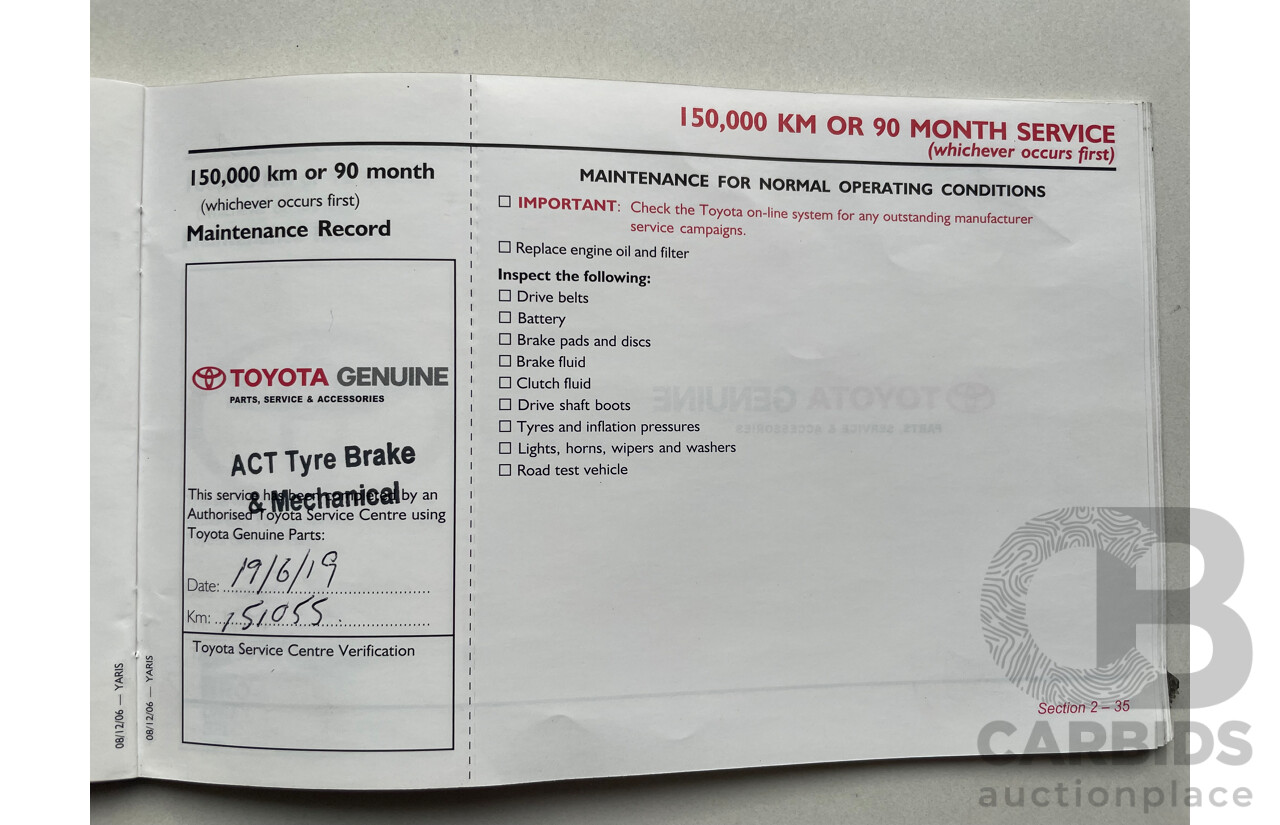 150,000 km or 90 month
(whichever occurs first)
Maintenance Record
TOYOTA GENUINE
PARTS, SERVICE & ACCESSORIES
ACT Tyre Brake
& Mechanical
This service has been completed by an
Authorised Toyota Service Centre using
Toyota Genuine Parts:
Date: 19/6/19
Km: 151055
Toyota Service Centre Verification
08/12/06 — YARIS
08/12/06 — YARIS
150,000 KM OR 90 MONTH SERVICE
(whichever occurs first)
MAINTENANCE FOR NORMAL OPERATING CONDITIONS
☐ IMPORTANT: Check the Toyota on-line system for any outstanding manufacturer
service campaigns.
☐ Replace engine oil and filter
Inspect the following:
☐ Drive belts
☐ Battery
☐ Brake pads and discs
☐ Brake fluid
☐ Clutch fluid
☐ Drive shaft boots
☐ Tyres and inflation pressures
☐ Lights, horns, wipers and washers
☐ Road test vehicle
TOYOTA GENUINE
PARTS, SERVICE & ACCESSORIES
Section 2 – 35
CB
CARBIDS
auctionplace